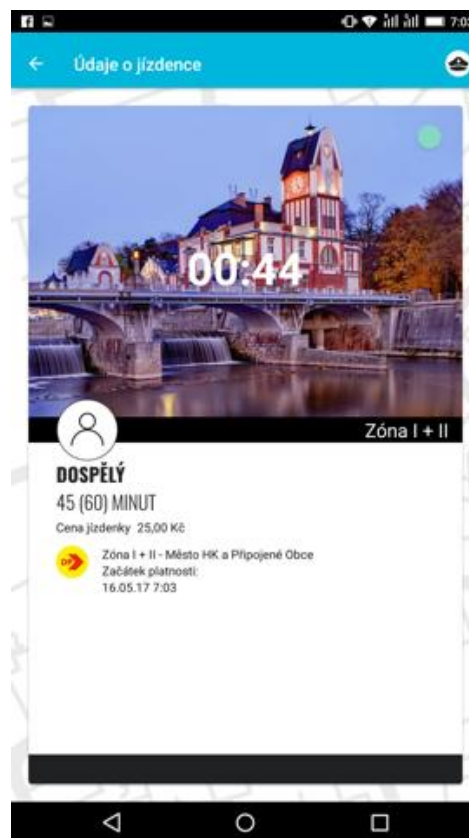 7:03
Údaje o jízdence
00:44
Zóna I + II
DOSPĚLÝ
45 (60) MINUT
Cena jízdenky 25,00 Kč
DP
Zóna I + II - Město HK a Připojené Obce
Začátek platnosti:
16.05.17 7:03